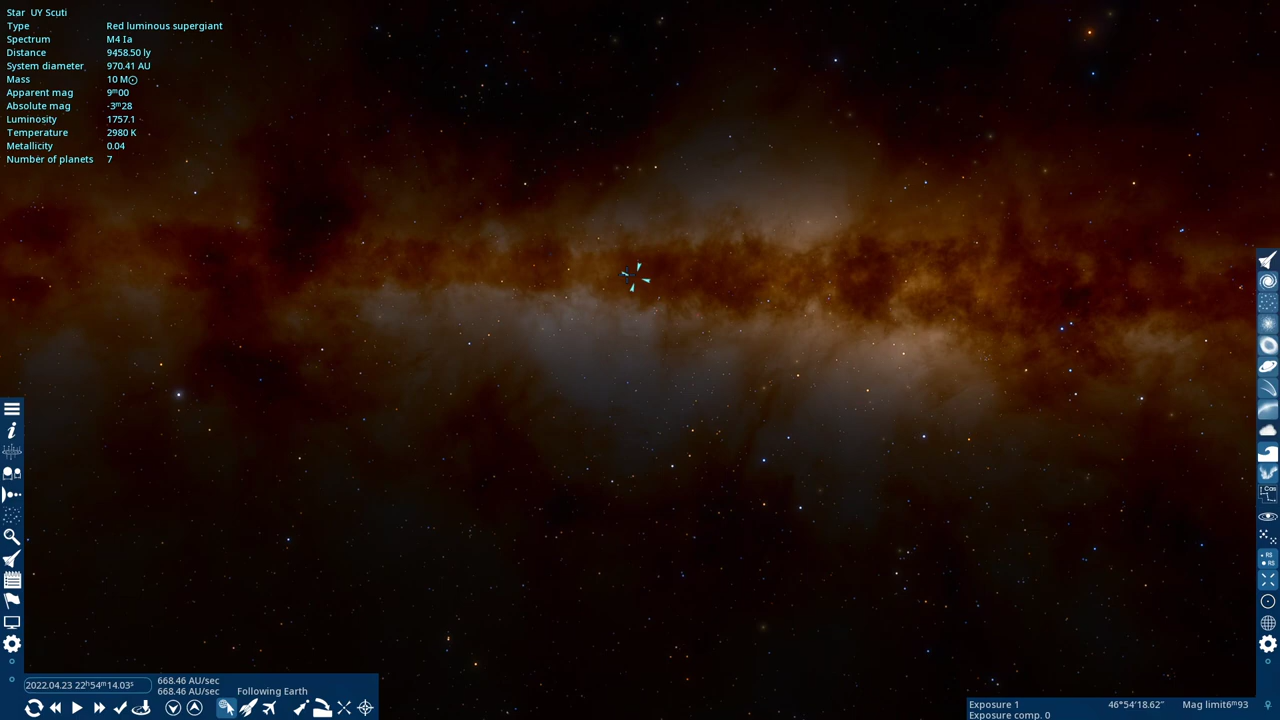 Star UY Scuti
Type Red luminous supergiant
Spectrum M4 Ia
Distance 9458.50 ly
System diameter 970.41 AU
Mass 10 M☉
Apparent mag 9ᵐ00
Absolute mag -3ᵐ28
Luminosity 1757.1
Temperature 2980 K
Metallicity 0.04
Number of planets 7
RS
RS
2022.04.23 22ʰ54ᵐ14.03ˢ
668.46 AU/sec
668.46 AU/sec Following Earth
Exposure 1 46°54'18.62" Mag limit6ᵐ93
Exposure comp. 0